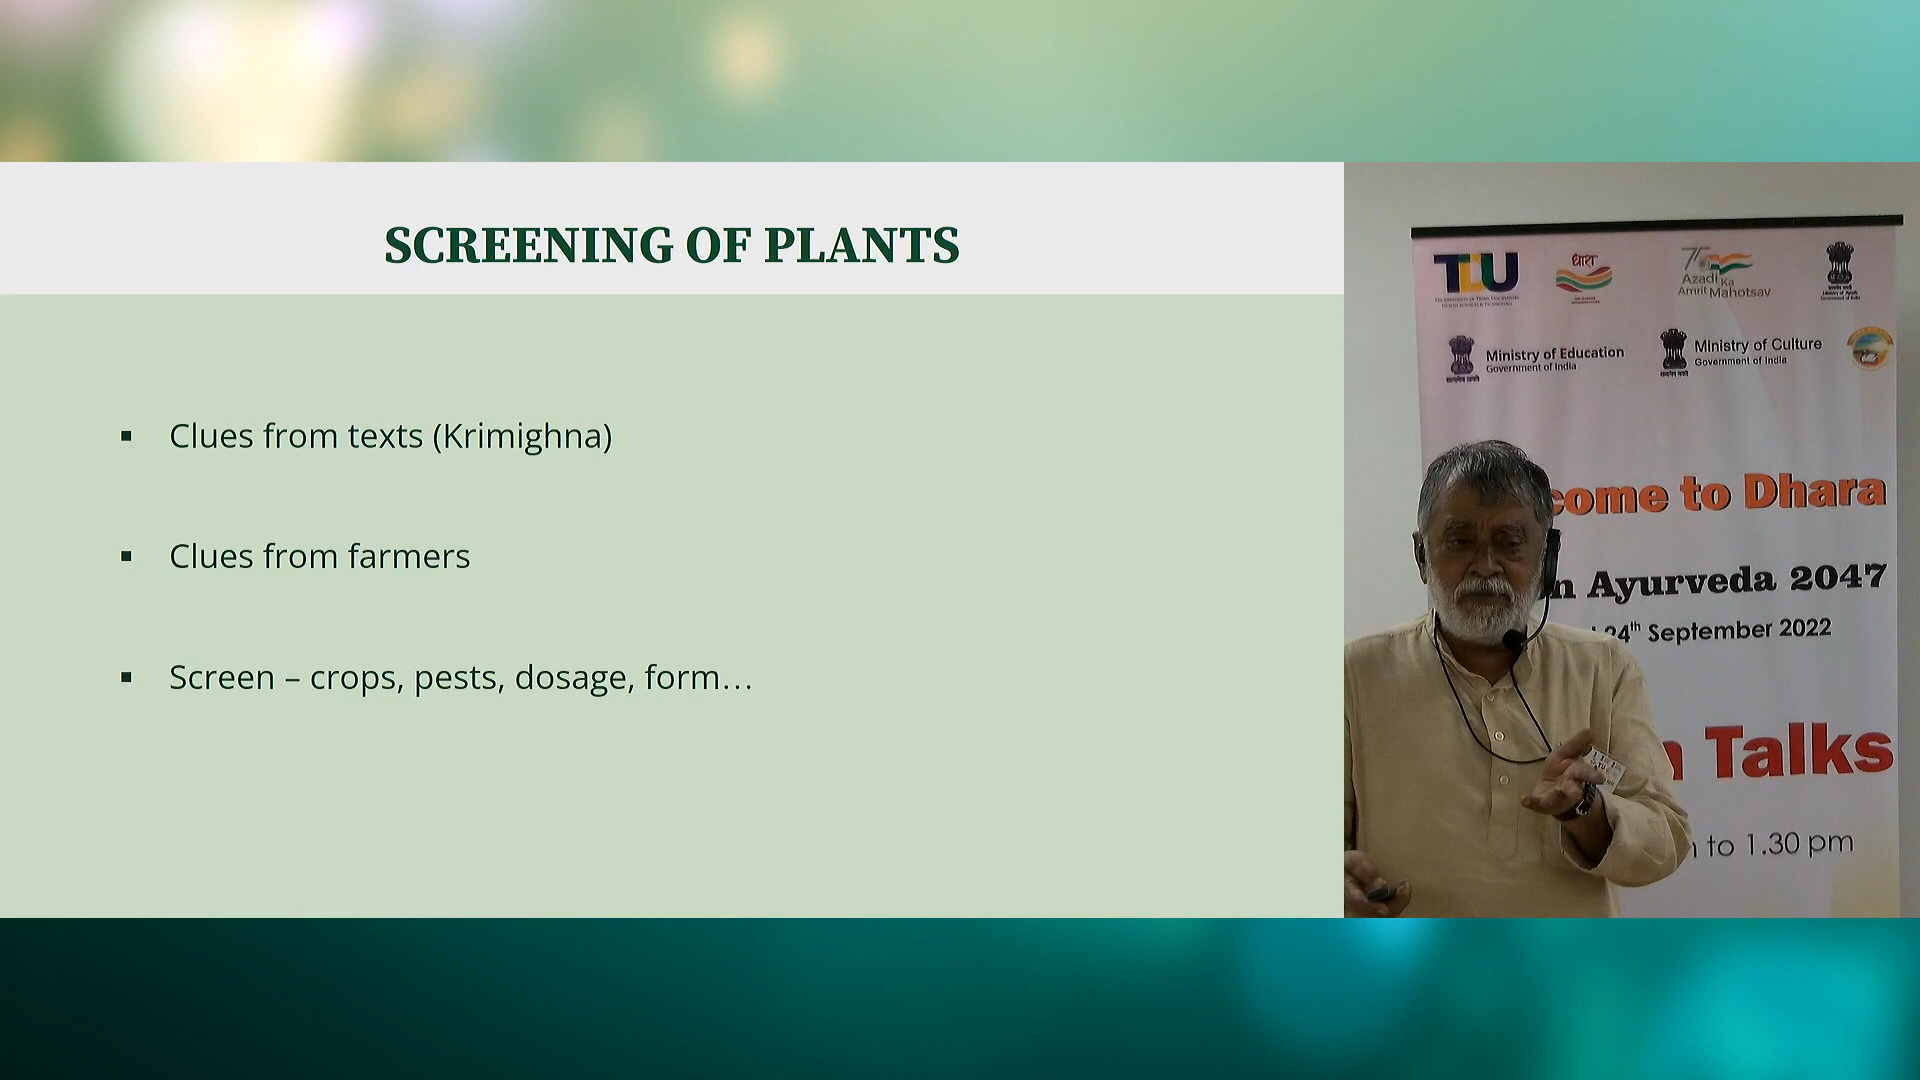 SCREENING OF PLANTS
▪ Clues from texts (Krimighna)
▪ Clues from farmers
▪ Screen – crops, pests, dosage, form…
TDU
धारा
75
Azadi Ka
Amrit Mahotsav
Ministry of Education
Government of India
Ministry of Culture
Government of India
come to Dhara
n Ayurveda 2047
24th September 2022
Talks
to 1.30 pm